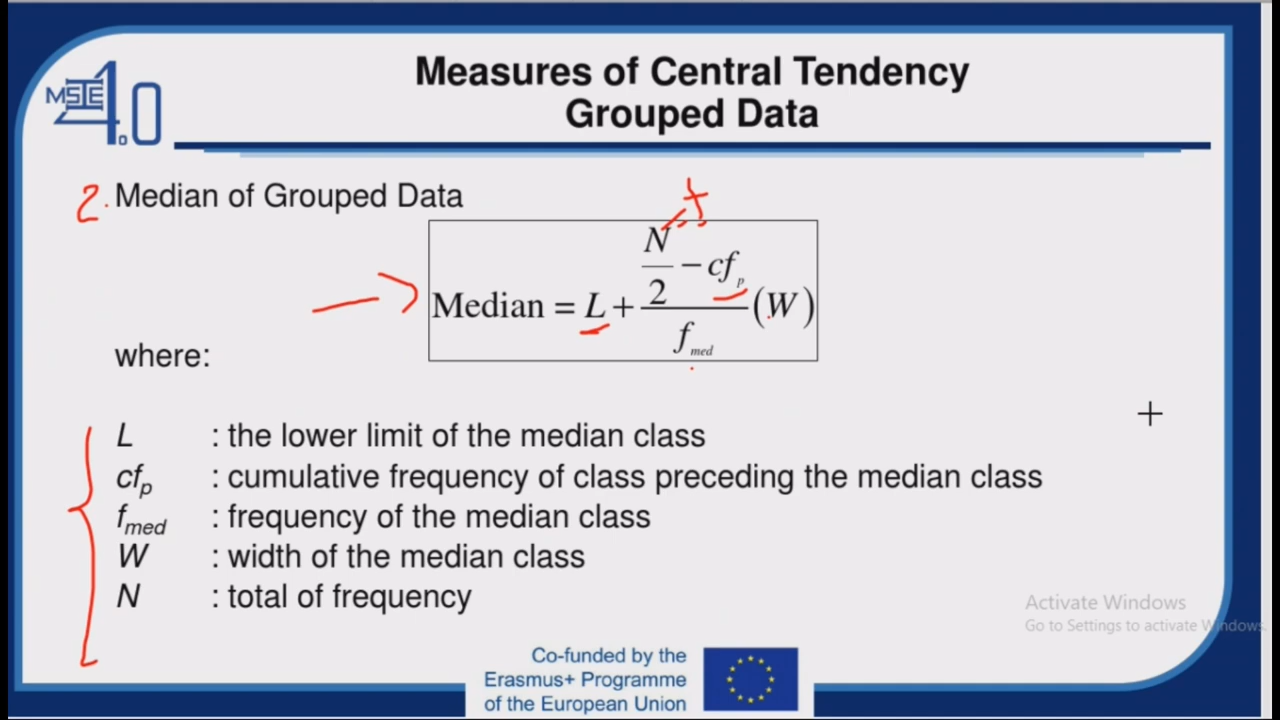 MSIE
4.0
Measures of Central Tendency
Grouped Data
2. Median of Grouped Data
Median = L + (N/2 − cf_p)/f_med (W)
where:
L : the lower limit of the median class
cf_p : cumulative frequency of class preceding the median class
f_med : frequency of the median class
W : width of the median class
N : total of frequency
Activate Windows
Go to Settings to activate Windows.
Co-funded by the
Erasmus+ Programme
of the European Union